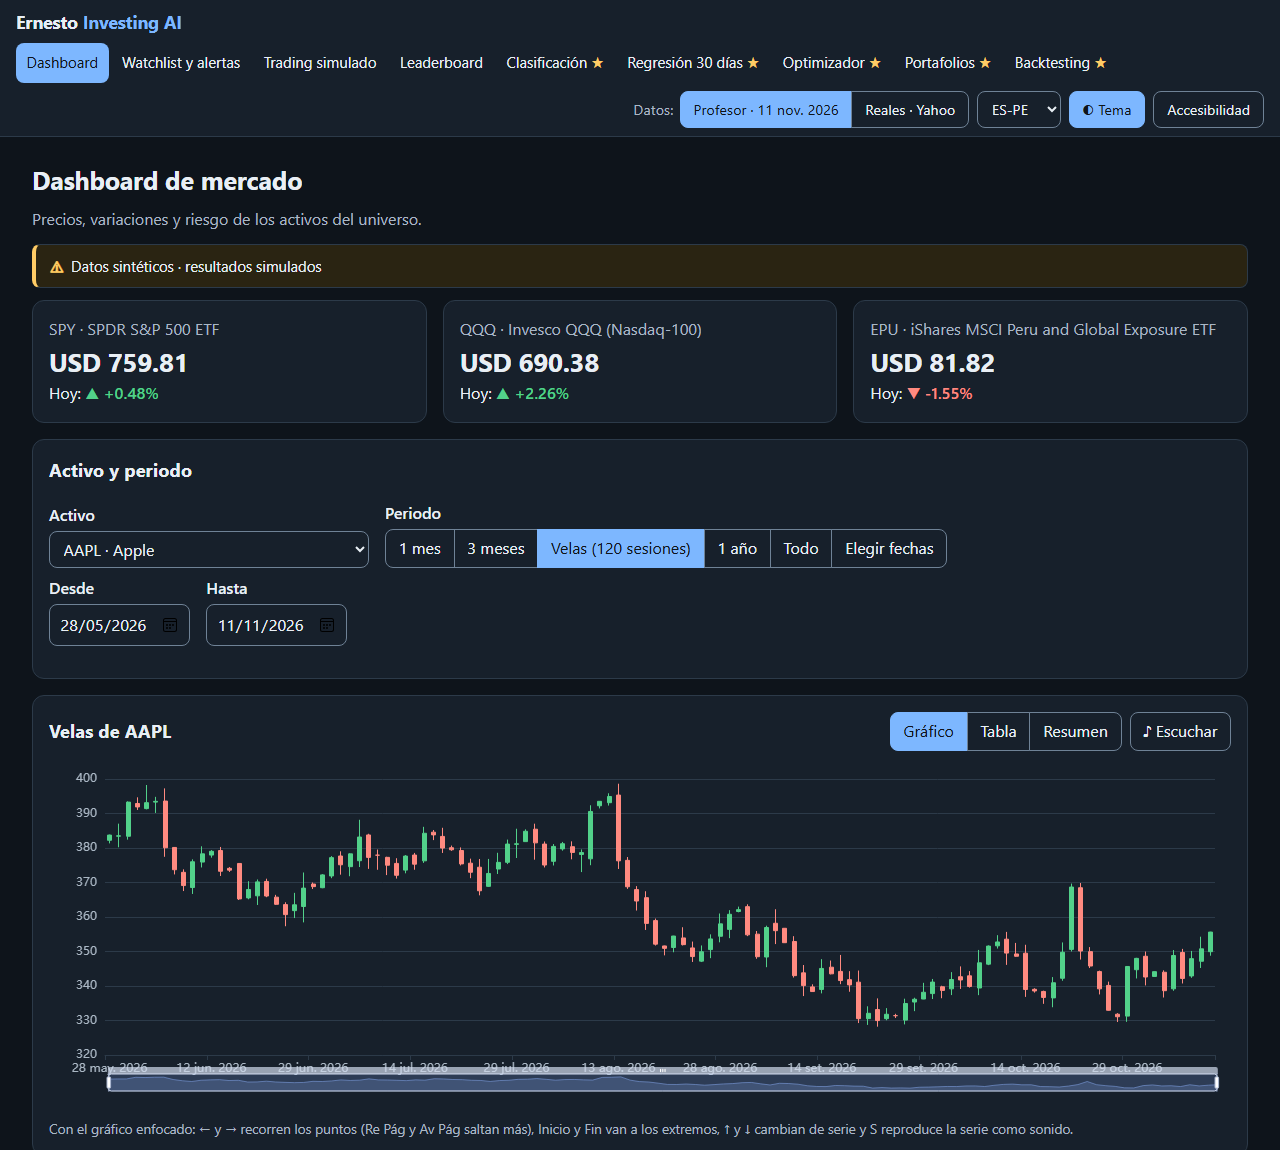 Ernesto Investing AI
Dashboard
Watchlist y alertas
Trading simulado
Leaderboard
Clasificación ★
Regresión 30 días ★
Optimizador ★
Portafolios ★
Backtesting ★
Datos:
Profesor · 11 nov. 2026
Reales · Yahoo
ES-PE
◐ Tema
Accesibilidad
Dashboard de mercado
Precios, variaciones y riesgo de los activos del universo.
⚠ Datos sintéticos · resultados simulados
SPY · SPDR S&P 500 ETF
USD 759.81
Hoy: ▲ +0.48%
QQQ · Invesco QQQ (Nasdaq-100)
USD 690.38
Hoy: ▲ +2.26%
EPU · iShares MSCI Peru and Global Exposure ETF
USD 81.82
Hoy: ▼ -1.55%
Activo y periodo
Activo
AAPL · Apple
Periodo
1 mes
3 meses
Velas (120 sesiones)
1 año
Todo
Elegir fechas
Desde
28/05/2026
Hasta
11/11/2026
Velas de AAPL
Gráfico
Tabla
Resumen
♪ Escuchar
400
390
380
370
360
350
340
330
320
28 may. 2026
12 jun. 2026
29 jun. 2026
14 jul. 2026
29 jul. 2026
13 ago. 2026
28 ago. 2026
14 set. 2026
29 set. 2026
14 oct. 2026
29 oct. 2026
Con el gráfico enfocado: ← y → recorren los puntos (Re Pág y Av Pág saltan más), Inicio y Fin van a los extremos, ↑ y ↓ cambian de serie y S reproduce la serie como sonido.